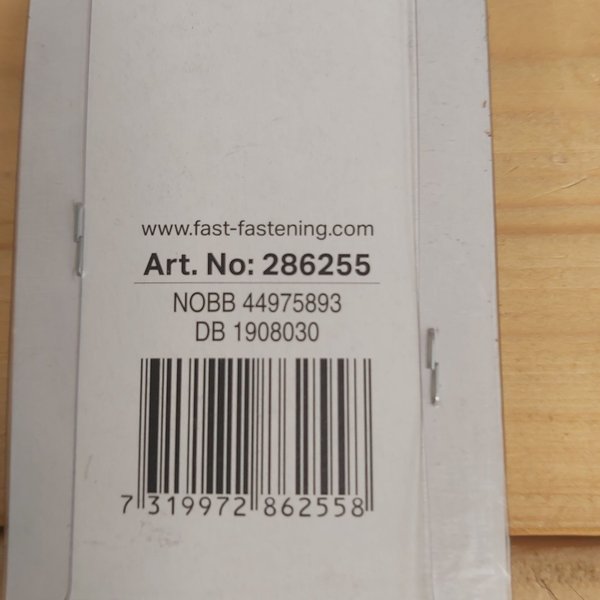 www.fast-fastening.com
Art. No: 286255
NOBB 44975893
DB 1908030
7 319972 862558